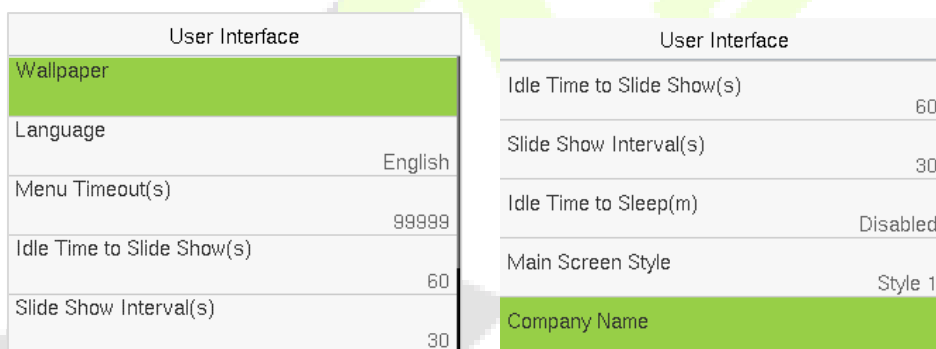 User Interface
Wallpaper
Language
English
Menu Timeout(s)
99999
Idle Time to Slide Show(s)
60
Slide Show Interval(s)
30
User Interface
Idle Time to Slide Show(s)
60
Slide Show Interval(s)
30
Idle Time to Sleep(m)
Disabled
Main Screen Style
Style 1
Company Name